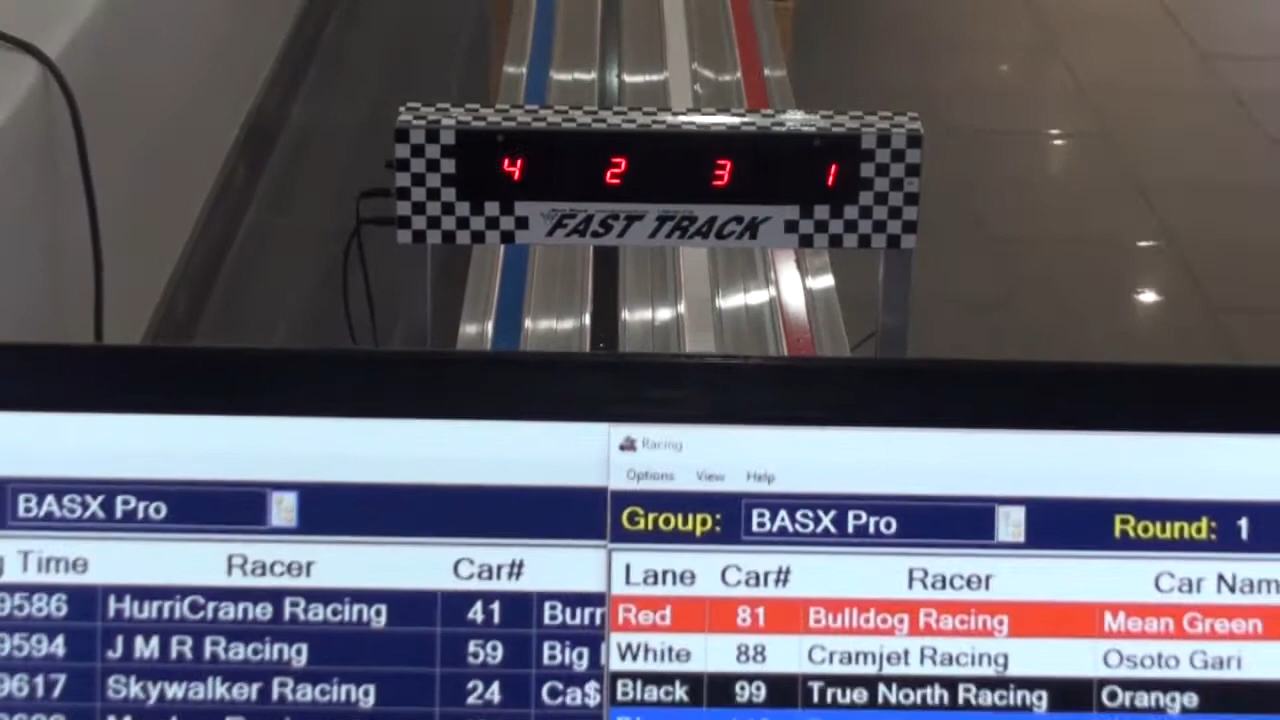 4 2 3 1
FAST TRACK
Racing
Options View Help
BASX Pro
Group: BASX Pro Round: 1
g Time Racer Car#
Lane Car# Racer Car Nam
9586 HurriCrane Racing 41 Burr
Red 81 Bulldog Racing Mean Green
9594 J M R Racing 59 Big
White 88 Cramjet Racing Osoto Gari
9617 Skywalker Racing 24 Ca$
Black 99 True North Racing Orange